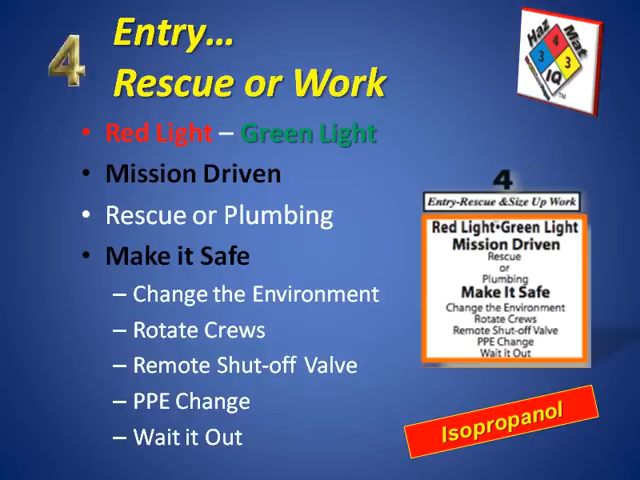 4
Entry…
Rescue or Work
Haz Mat
4
3 3
IQ
TM
• Red Light – Green Light
• Mission Driven
• Rescue or Plumbing
• Make it Safe
– Change the Environment
– Rotate Crews
– Remote Shut-off Valve
– PPE Change
– Wait it Out
4
Entry-Rescue &Size Up Work
Red Light•Green Light
Mission Driven
Rescue
or
Plumbing
Make It Safe
Change the Environment
Rotate Crews
Remote Shut-off Valve
PPE Change
Wait it Out
Isopropanol